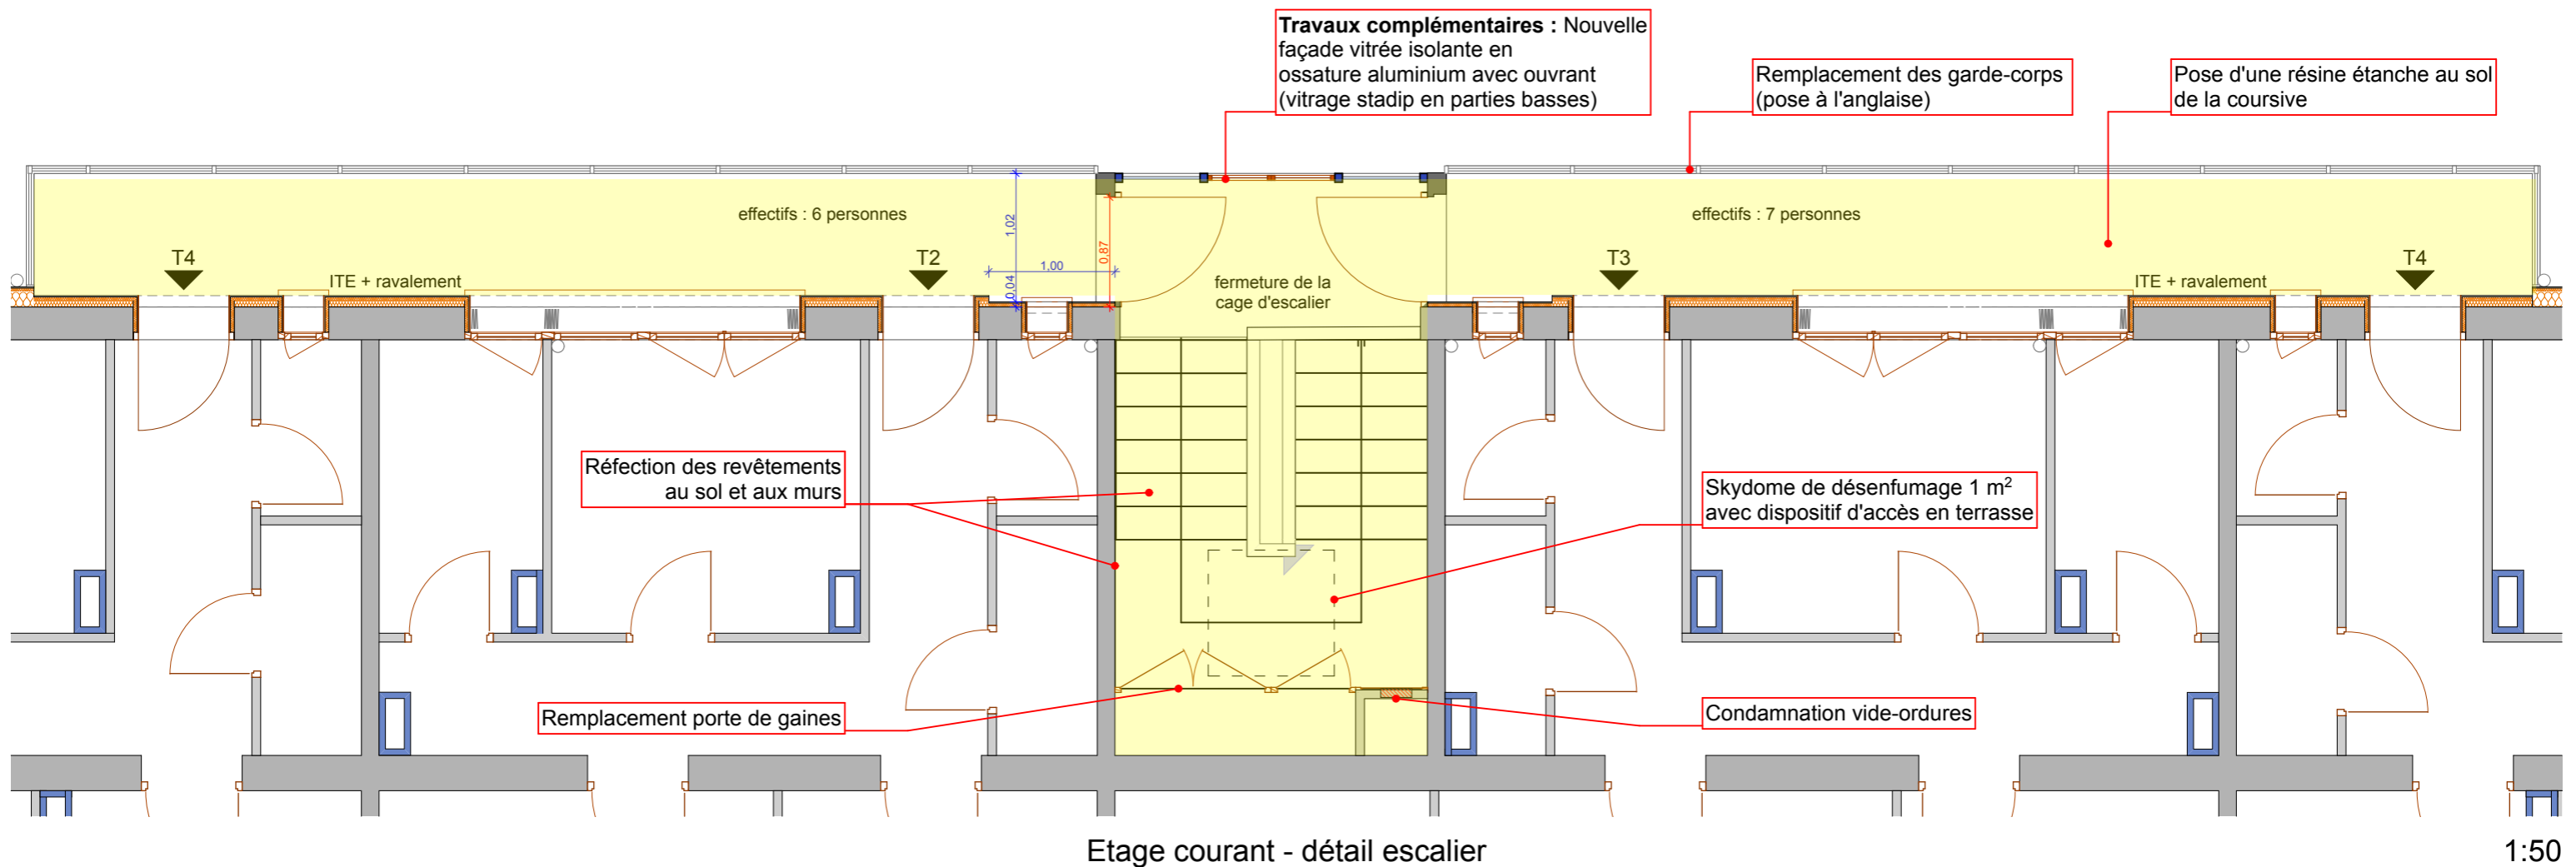 Travaux complémentaires : Nouvelle
façade vitrée isolante en
ossature aluminium avec ouvrant
(vitrage stadip en parties basses)
Remplacement des garde-corps
(pose à l'anglaise)
Pose d'une résine étanche au sol
de la coursive
effectifs : 6 personnes
effectifs : 7 personnes
1,02
0,87
1,00
0,04
T4
T2
T3
T4
ITE + ravalement
fermeture de la
cage d'escalier
ITE + ravalement
Réfection des revêtements
au sol et aux murs
Skydome de désenfumage 1 m²
avec dispositif d'accès en terrasse
Remplacement porte de gaines
Condamnation vide-ordures
Etage courant - détail escalier
1:50